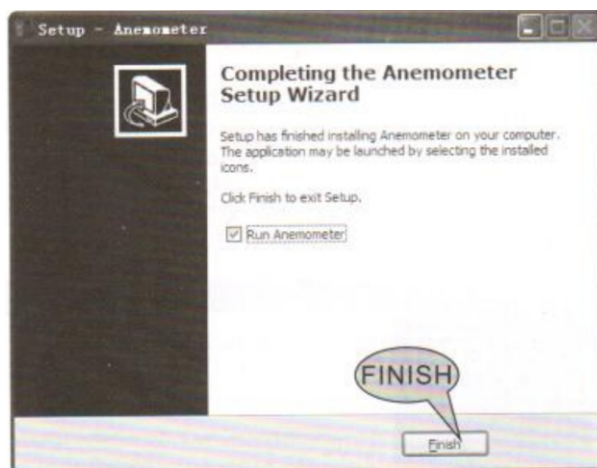 Setup - Anemometer
Completing the Anemometer
Setup Wizard
Setup has finished installing Anemometer on your computer.
The application may be launched by selecting the installed
icons.
Click Finish to exit Setup.
Run Anemometer
FINISH
Finish